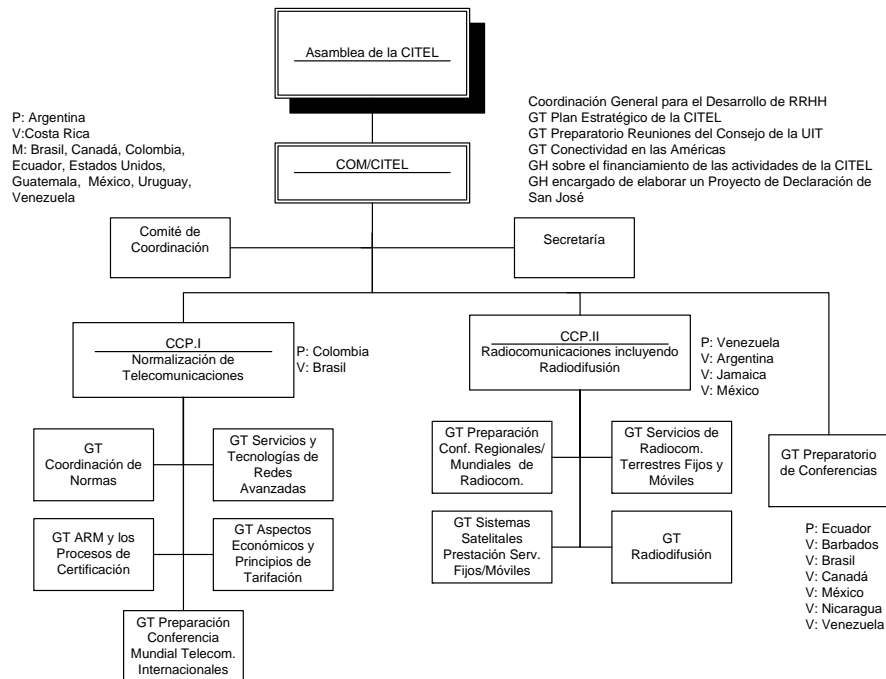 Asamblea de la CITEL
P: Argentina
V:Costa Rica
M: Brasil, Canadá, Colombia,
Ecuador, Estados Unidos,
Guatemala, México, Uruguay,
Venezuela
COM/CITEL
Coordinación General para el Desarrollo de RRHH
GT Plan Estratégico de la CITEL
GT Preparatorio Reuniones del Consejo de la UIT
GT Conectividad en las Américas
GH sobre el financiamiento de las actividades de la CITEL
GH encargado de elaborar un Proyecto de Declaración de
San José
Comité de
Coordinación
Secretaría
CCP.I
Normalización de
Telecomunicaciones
P: Colombia
V: Brasil
CCP.II
Radiocomunicaciones incluyendo
Radiodifusión
P: Venezuela
V: Argentina
V: Jamaica
V: México
GT
Coordinación de
Normas
GT Servicios y
Tecnologías de
Redes
Avanzadas
GT Preparación
Conf. Regionales/
Mundiales de
Radiocom.
GT Servicios de
Radiocom.
Terrestres Fijos y
Móviles
GT Preparatorio
de Conferencias
GT ARM y los
Procesos de
Certificación
GT Aspectos
Económicos y
Principios de
Tarifación
GT Sistemas
Satelitales
Prestación Serv.
Fijos/Móviles
GT
Radiodifusión
P: Ecuador
V: Barbados
V: Brasil
V: Canadá
V: México
V: Nicaragua
V: Venezuela
GT Preparación
Conferencia
Mundial Telecom.
Internacionales